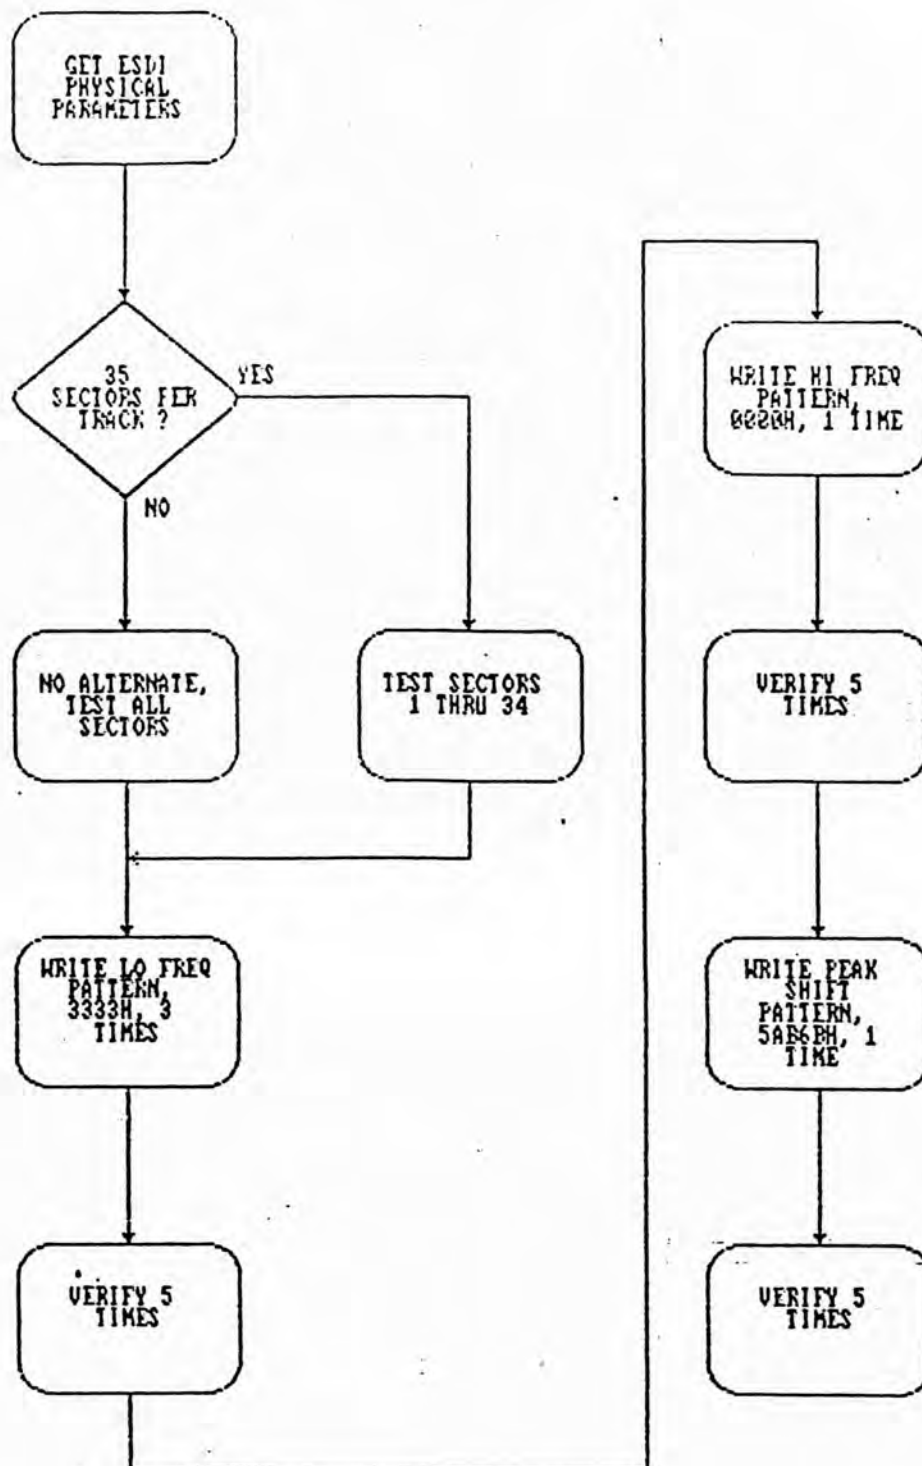 GET ESDI
PHYSICAL
PARAMETERS
35
SECTORS PER
TRACK ?
YES
NO
NO ALTERNATE,
TEST ALL
SECTORS
TEST SECTORS
1 THRU 34
WRITE LO FREQ
PATTERN,
3333H, 3
TIMES
VERIFY 5
TIMES
WRITE HI FREQ
PATTERN,
1 TIME
VERIFY 5
TIMES
WRITE PEAK
SHIFT
PATTERN,
5AB6BH, 1
TIME
VERIFY 5
TIMES